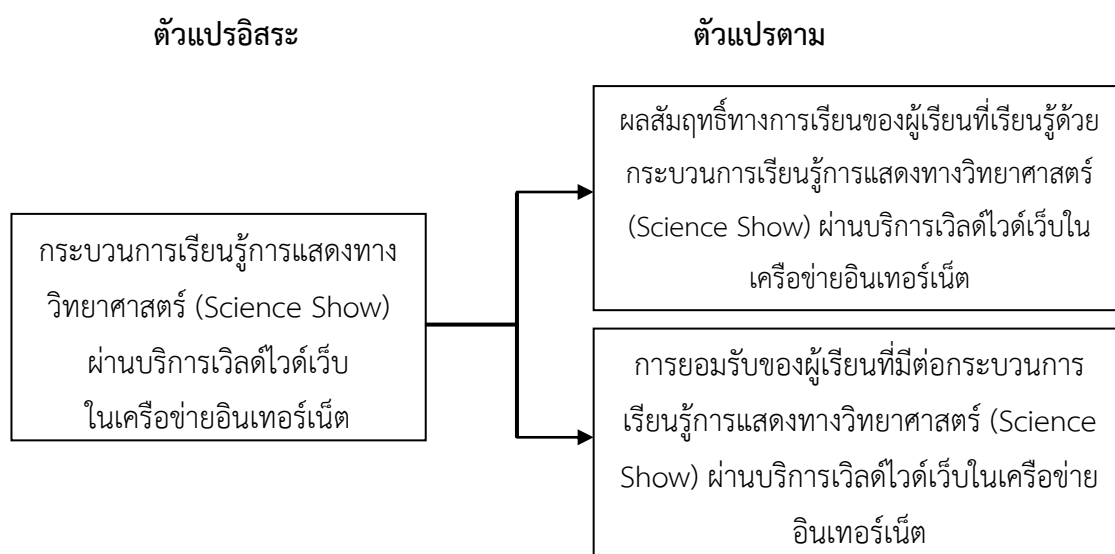 ตัวแปรอิสระ
ตัวแปรตาม
กระบวนการเรียนรู้การแสดงทาง
วิทยาศาสตร์ (Science Show)
ผ่านบริการเวิลด์ไวด์เว็บ
ในเครือข่ายอินเทอร์เน็ต
ผลสัมฤทธิ์ทางการเรียนของผู้เรียนที่เรียนรู้ด้วย
กระบวนการเรียนรู้การแสดงทางวิทยาศาสตร์
(Science Show) ผ่านบริการเวิลด์ไวด์เว็บใน
เครือข่ายอินเทอร์เน็ต
การยอมรับของผู้เรียนที่มีต่อกระบวนการ
เรียนรู้การแสดงทางวิทยาศาสตร์ (Science
Show) ผ่านบริการเวิลด์ไวด์เว็บในเครือข่าย
อินเทอร์เน็ต